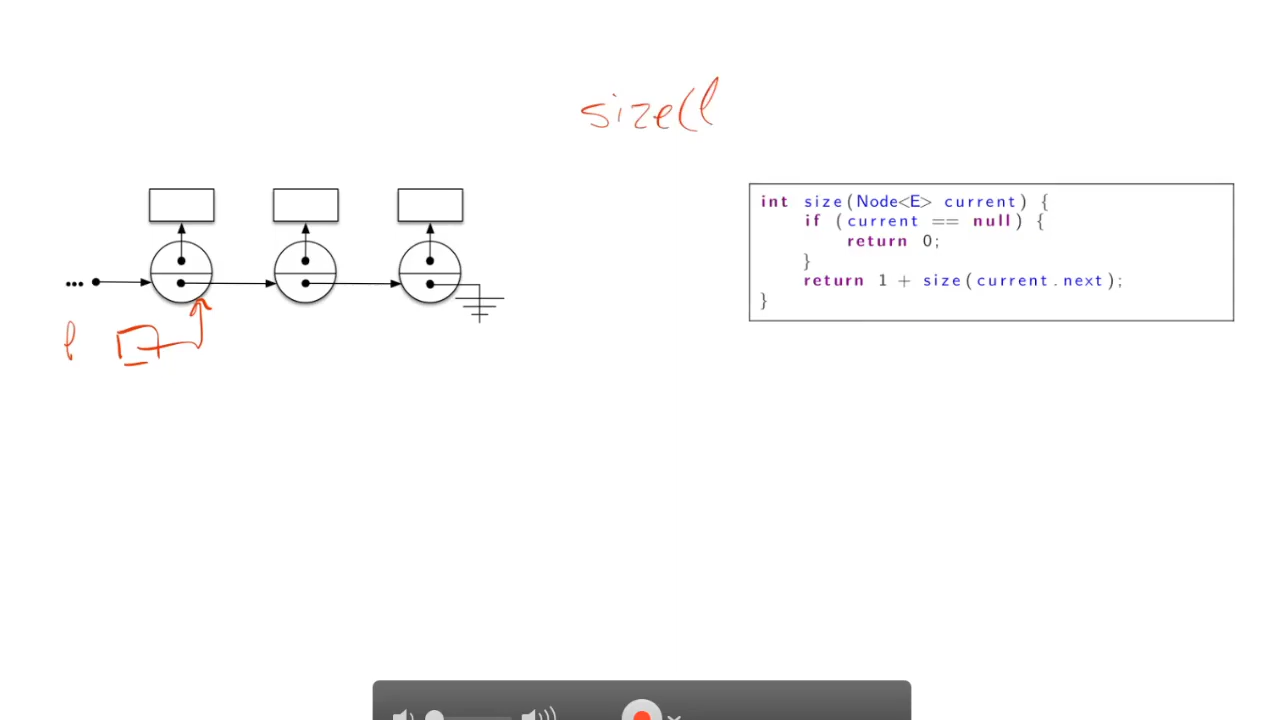 size(l
...
l
int size(Node<E> current) {
if (current == null) {
return 0;
}
return 1 + size(current.next);
}